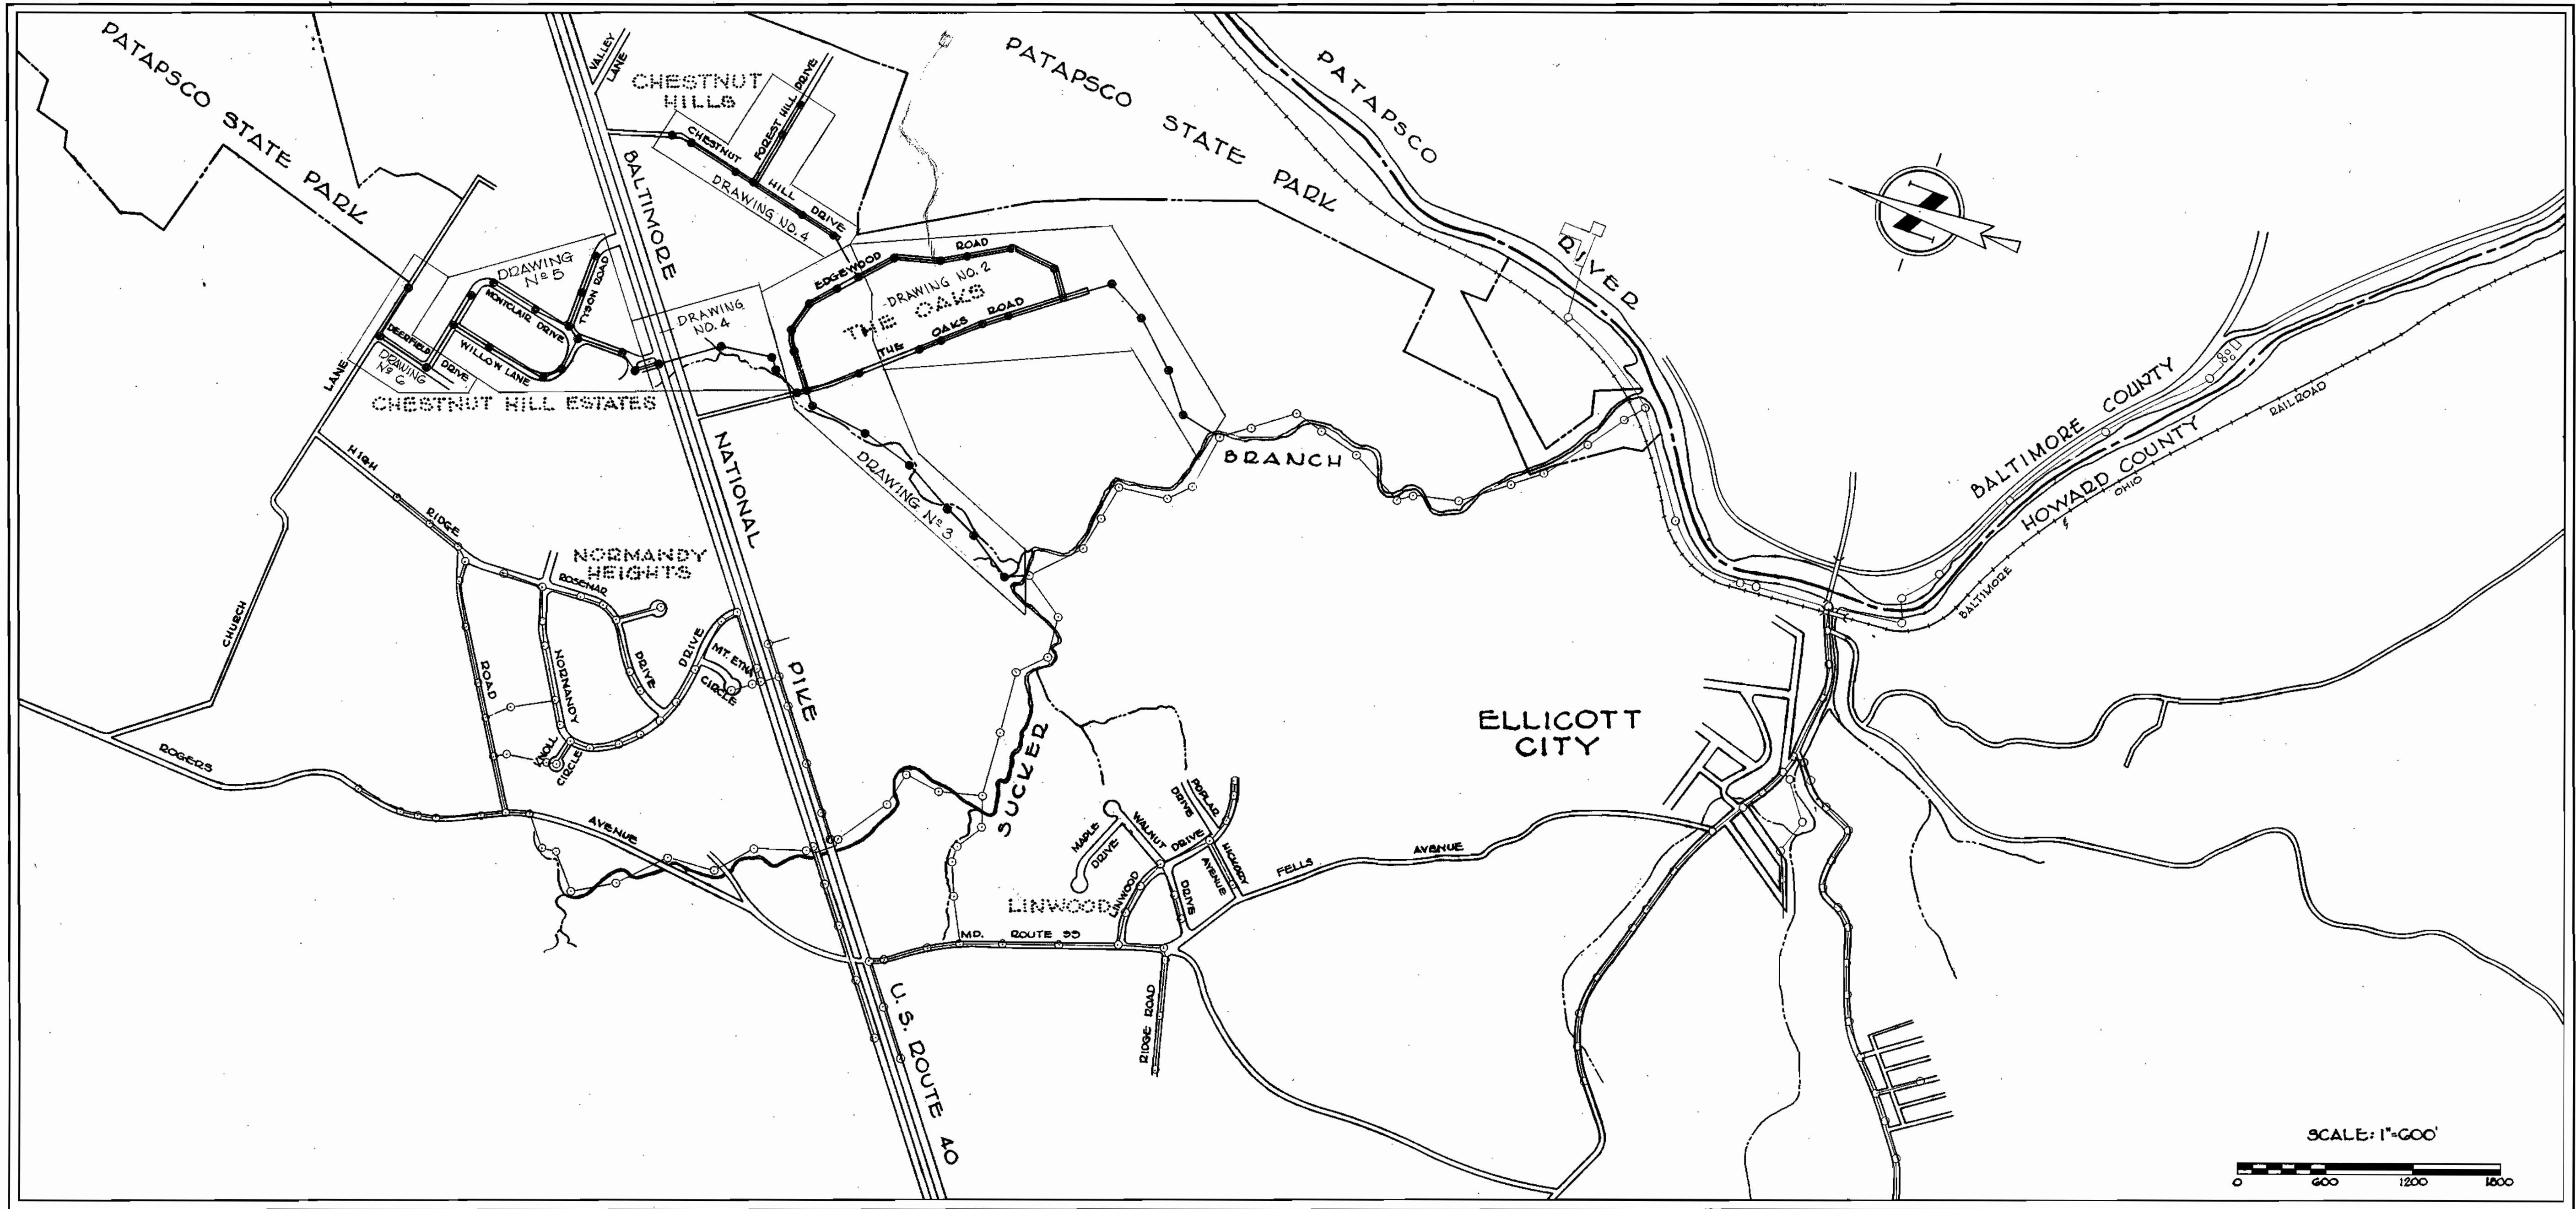 PATAPSCO STATE PARK
VALLEY
LANE
CHESTNUT
HILLS
FOREST HILL DRIVE
CHESTNUT HILL DRIVE
DRAWING NO. 4
PATAPSCO STATE PARK
PATAPSCO RIVER
BALTIMORE NATIONAL PIKE
U. S. ROUTE 40
DRAWING
Nº 5
MONTCLAIR DRIVE
TYSON ROAD
WILLOW LANE
DEERFIELD DRIVE
DRAWING
Nº 6
CHESTNUT HILL ESTATES
DRAWING
NO. 4
EDGEWOOD ROAD
DRAWING NO. 2
THE OAKS
THE OAKS ROAD
DRAWING Nº 3
SUCKER BRANCH
CHURCH LANE
HIGH RIDGE ROAD
NORMANDY
HEIGHTS
ROSENAR DRIVE
NORMANDY DRIVE
MT. ETNA
CIRCLE
KNOLL
CIRCLE
ROGERS AVENUE
MAPLE
DRIVE
WALNUT DRIVE
POPLAR
DRIVE
HICKORY
AVENUE
LINWOOD DRIVE
LINWOOD
MD. ROUTE 99
RIDGE ROAD
FELLS AVENUE
ELLICOTT
CITY
BALTIMORE COUNTY
HOWARD COUNTY
BALTIMORE & OHIO RAILROAD
SCALE: 1"=600'
0 600 1200 1800